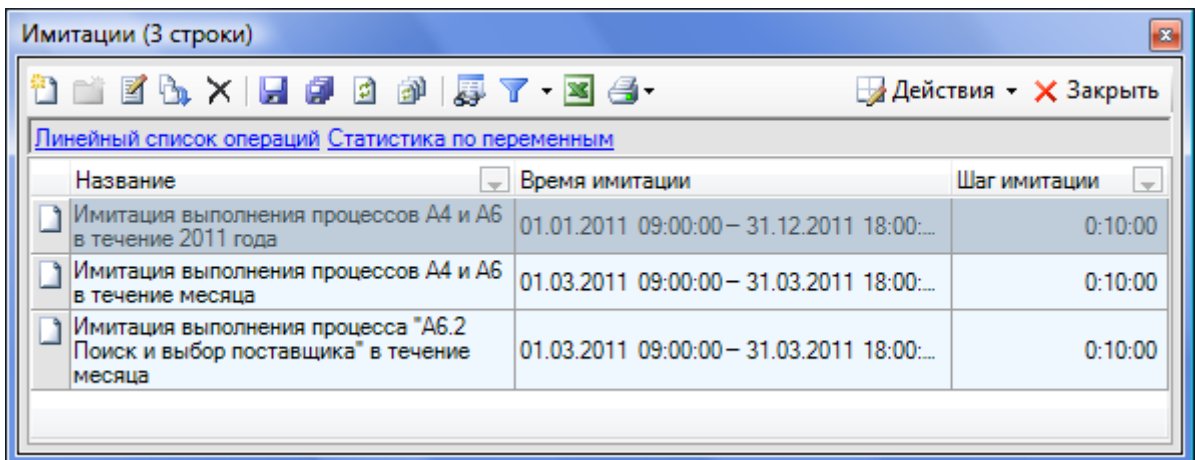 Имитации (3 строки)
Действия Закрыть
Линейный список операций Статистика по переменным
Название Время имитации Шаг имитации
Имитация выполнения процессов А4 и А6
в течение 2011 года
01.01.2011 09:00:00 – 31.12.2011 18:00:... 0:10:00
Имитация выполнения процессов А4 и А6
в течение месяца
01.03.2011 09:00:00 – 31.03.2011 18:00:... 0:10:00
Имитация выполнения процесса "А6.2
Поиск и выбор поставщика" в течение
месяца
01.03.2011 09:00:00 – 31.03.2011 18:00:... 0:10:00